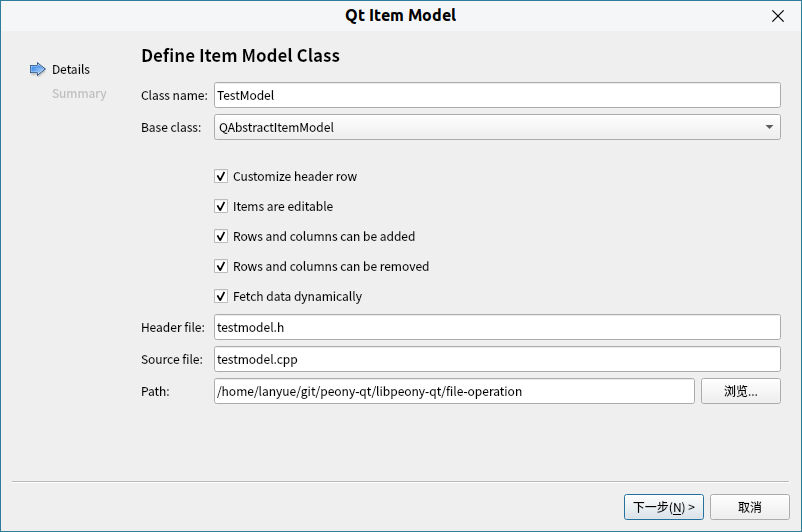 Qt Item Model
Define Item Model Class
Details
Summary
Class name: TestModel
Base class: QAbstractItemModel
Customize header row
Items are editable
Rows and columns can be added
Rows and columns can be removed
Fetch data dynamically
Header file: testmodel.h
Source file: testmodel.cpp
Path: /home/lanyue/git/peony-qt/libpeony-qt/file-operation 浏览...
下一步(N) > 取消